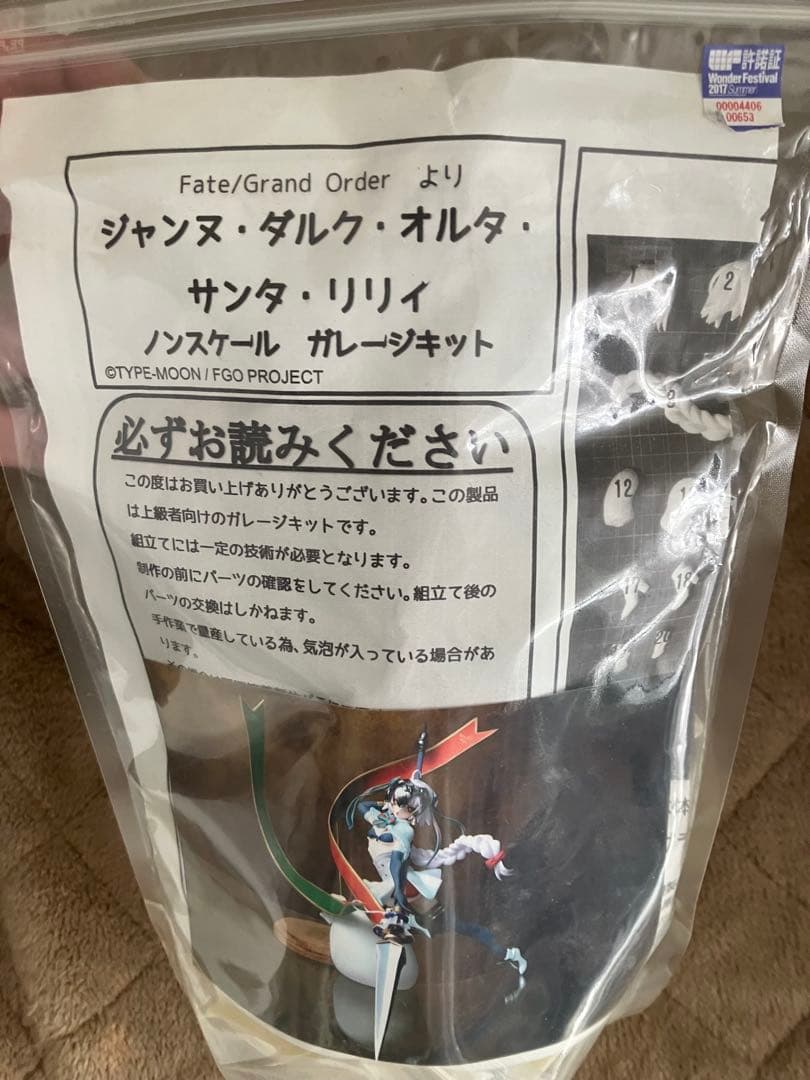 WF 許諾証
Wonder Festival
2017 Summer
00004406
00653
Fate/Grand Order より
ジャンヌ・ダルク・オルタ・
サンタ・リリィ
ノンスケール ガレージキット
©TYPE-MOON / FGO PROJECT
必ずお読みください
この度はお買い上げありがとうございます。この製品
は上級者向けのガレージキットです。
組立てには一定の技術が必要となります。
制作の前にパーツの確認をしてください。組立て後の
パーツの交換はしかねます。
手作業で量産している為、気泡が入っている場合があ
ります。
1 2
3
12
17 18
20